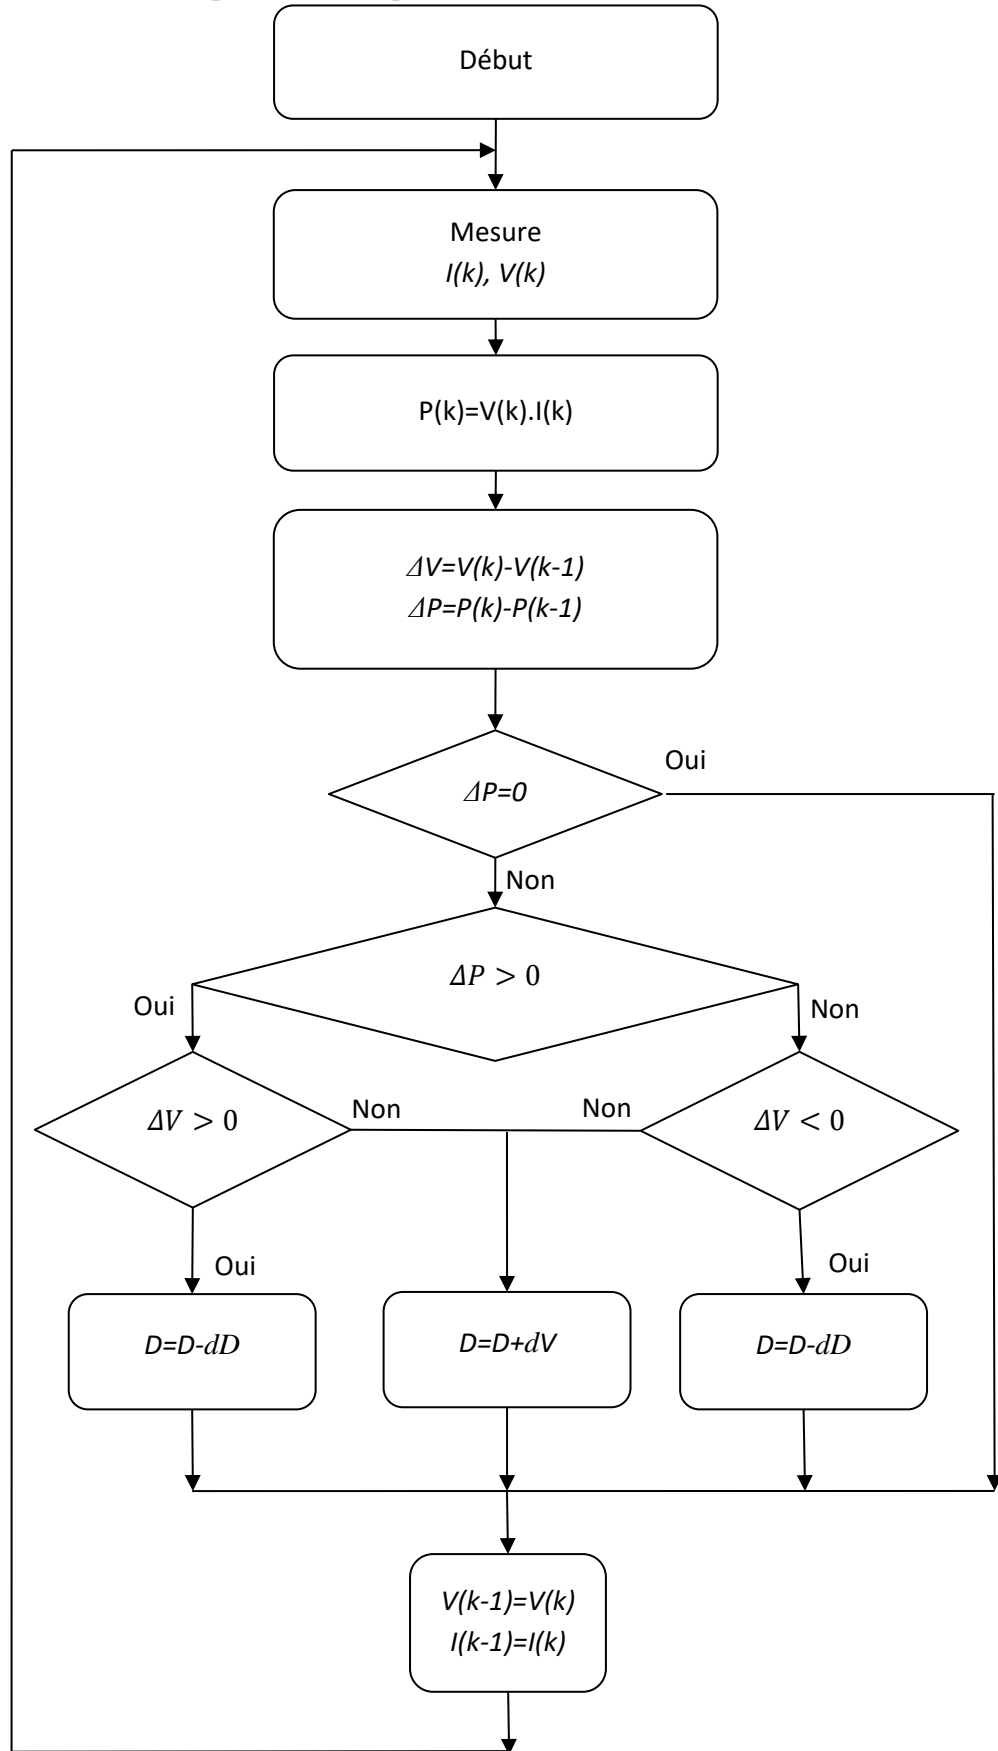 Début
Mesure
I(k), V(k)
P(k)=V(k).I(k)
ΔV=V(k)-V(k-1)
ΔP=P(k)-P(k-1)
Oui
ΔP=0
Non
ΔP > 0
Oui
Non
ΔV > 0
Non
Non
ΔV < 0
Oui
Oui
D=D-dD
D=D+dV
D=D-dD
V(k-1)=V(k)
I(k-1)=I(k)